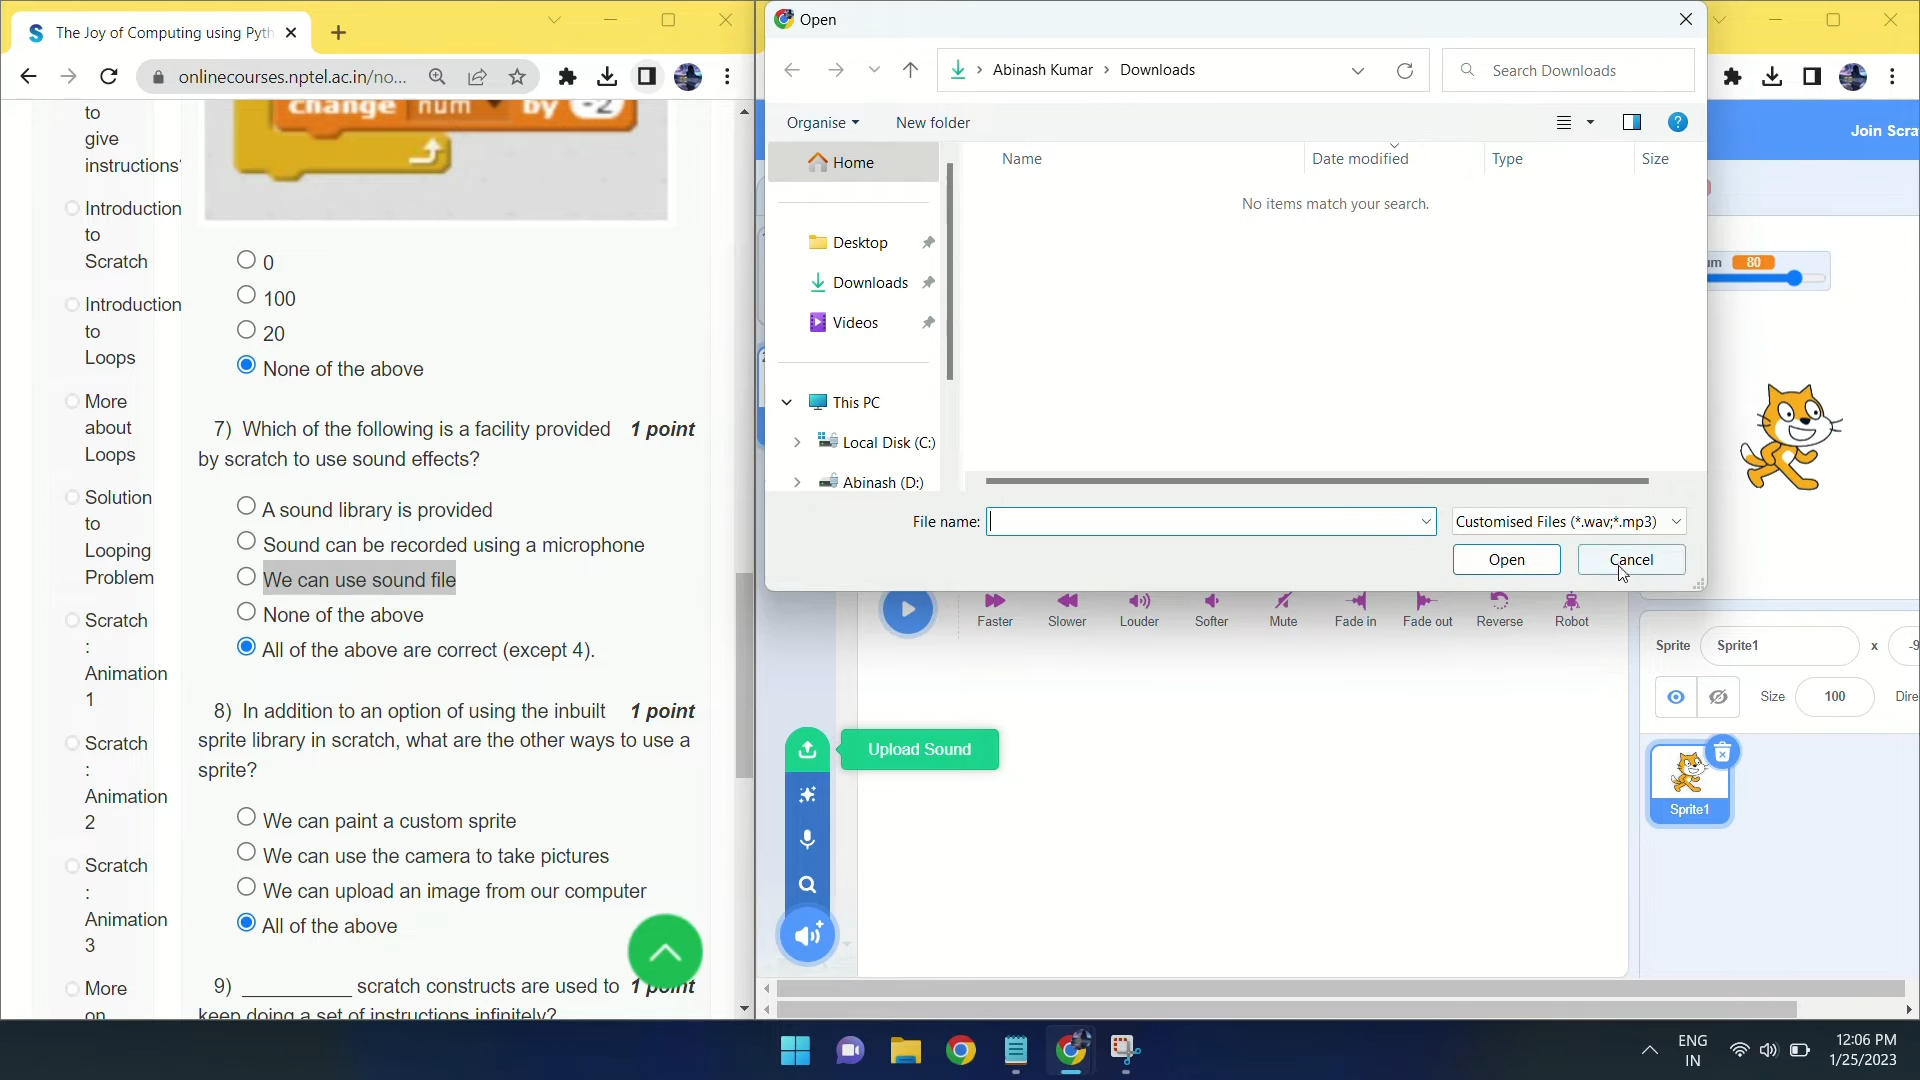 The Joy of Computing using Pyth
onlinecourses.nptel.ac.in/no...
to
give
instructions'
Introduction
to
Scratch
Introduction
to
Loops
More
about
Loops
Solution
to
Looping
Problem
Scratch
:
Animation
1
Scratch
:
Animation
2
Scratch
:
Animation
3
More
on
change num by -2
0
100
20
None of the above
7) Which of the following is a facility provided 1 point
by scratch to use sound effects?
A sound library is provided
Sound can be recorded using a microphone
We can use sound file
None of the above
All of the above are correct (except 4).
8) In addition to an option of using the inbuilt 1 point
sprite library in scratch, what are the other ways to use a
sprite?
We can paint a custom sprite
We can use the camera to take pictures
We can upload an image from our computer
All of the above
9) __________ scratch constructs are used to 1 point
keep doing a set of instructions infinitely?
Open
Abinash Kumar > Downloads
Search Downloads
Organise
New folder
Home
Desktop
Downloads
Videos
This PC
Local Disk (C:)
Abinash (D:)
Name
Date modified
Type
Size
No items match your search.
File name:
Customised Files (*.wav;*.mp3)
Open
Cancel
Join Scra
80
Faster
Slower
Louder
Softer
Mute
Fade in
Fade out
Reverse
Robot
Upload Sound
Sprite
Sprite1
x
-9
Size
100
Dire
Sprite1
ENG
IN
12:06 PM
1/25/2023